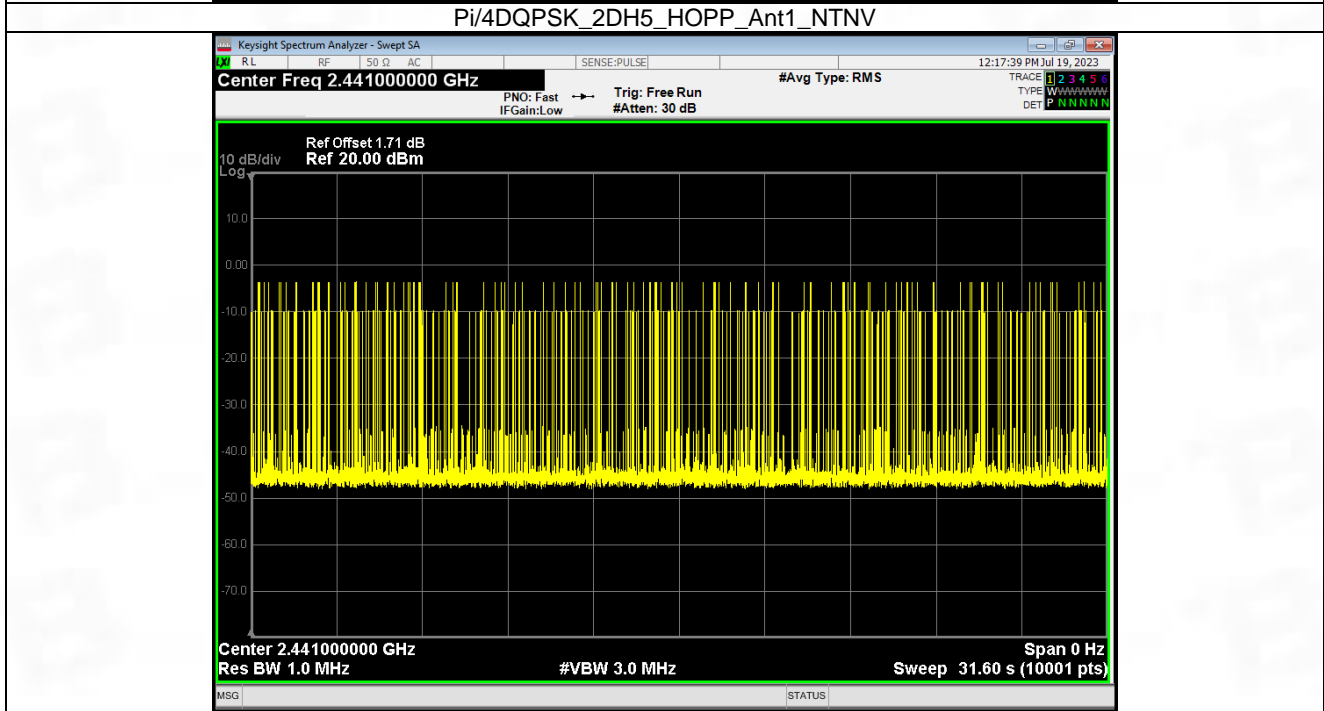 Pi/4DQPSK_2DH5_HOPP_Ant1_NTNV
Keysight Spectrum Analyzer - Swept SA
LXI RL RF 50 Ω AC SENSE:PULSE 12:17:39 PM Jul 19, 2023
Center Freq 2.441000000 GHz #Avg Type: RMS TRACE 1 2 3 4 5 6
PNO: Fast Trig: Free Run TYPE WWWWWW
IFGain:Low #Atten: 30 dB DET P N N N N N
Ref Offset 1.71 dB
10 dB/div Ref 20.00 dBm
Log
10.0
0.00
-10.0
-20.0
-30.0
-40.0
-50.0
-60.0
-70.0
Center 2.441000000 GHz Span 0 Hz
Res BW 1.0 MHz #VBW 3.0 MHz Sweep 31.60 s (10001 pts)
MSG STATUS